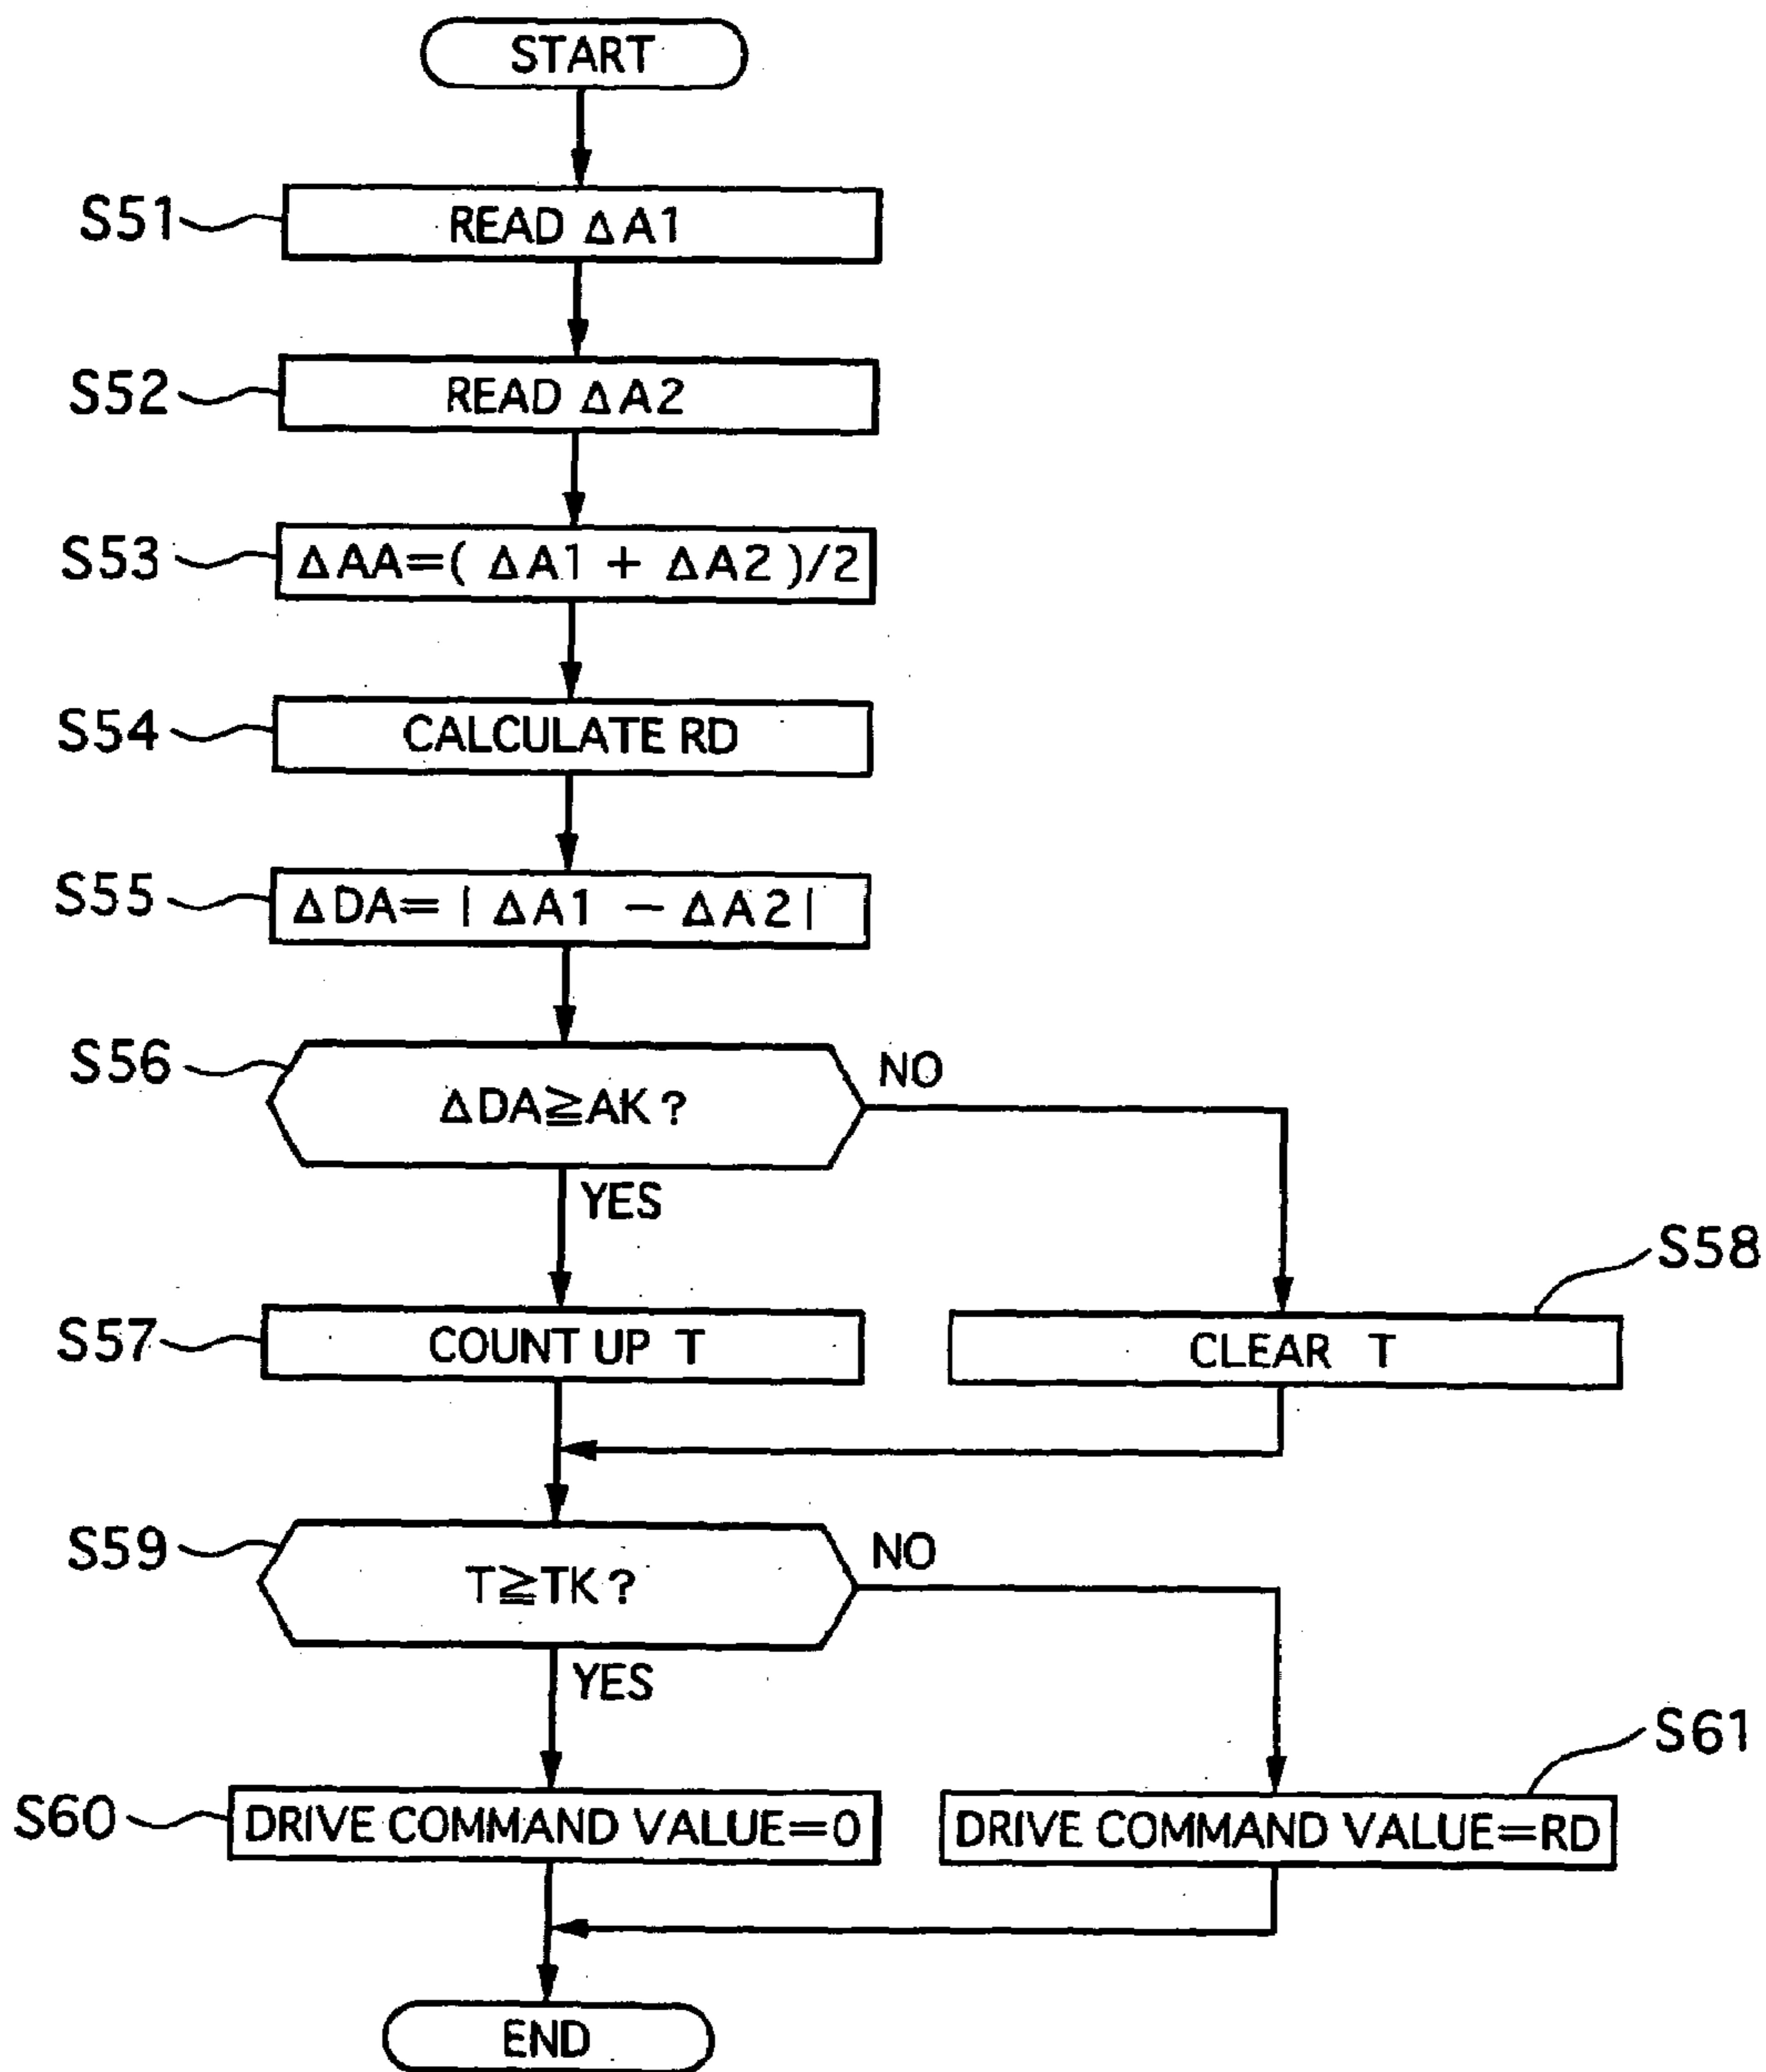 START
S51
READ ΔA1
S52
READ ΔA2
S53
ΔAA=( ΔA1 + ΔA2 )/2
S54
CALCULATE RD
S55
ΔDA=| ΔA1 − ΔA2|
S56
ΔDA≧AK ?
NO
YES
S57
COUNT UP T
S58
CLEAR T
S59
T≧TK ?
NO
YES
S60
DRIVE COMMAND VALUE=0
S61
DRIVE COMMAND VALUE=RD
END